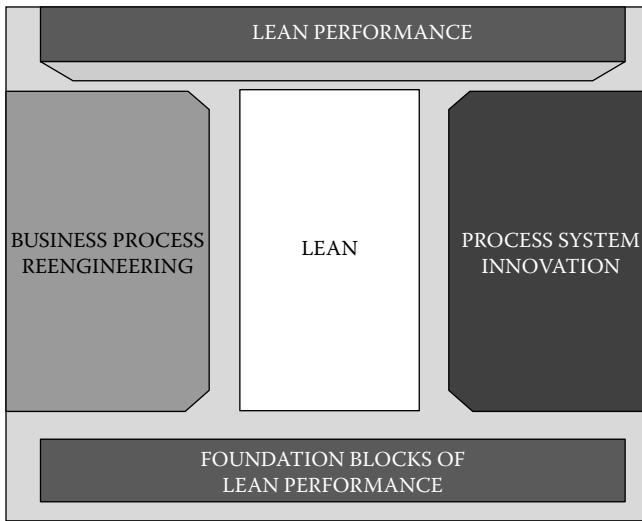 LEAN PERFORMANCE
BUSINESS PROCESS
REENGINEERING
LEAN
PROCESS SYSTEM
INNOVATION
FOUNDATION BLOCKS OF
LEAN PERFORMANCE